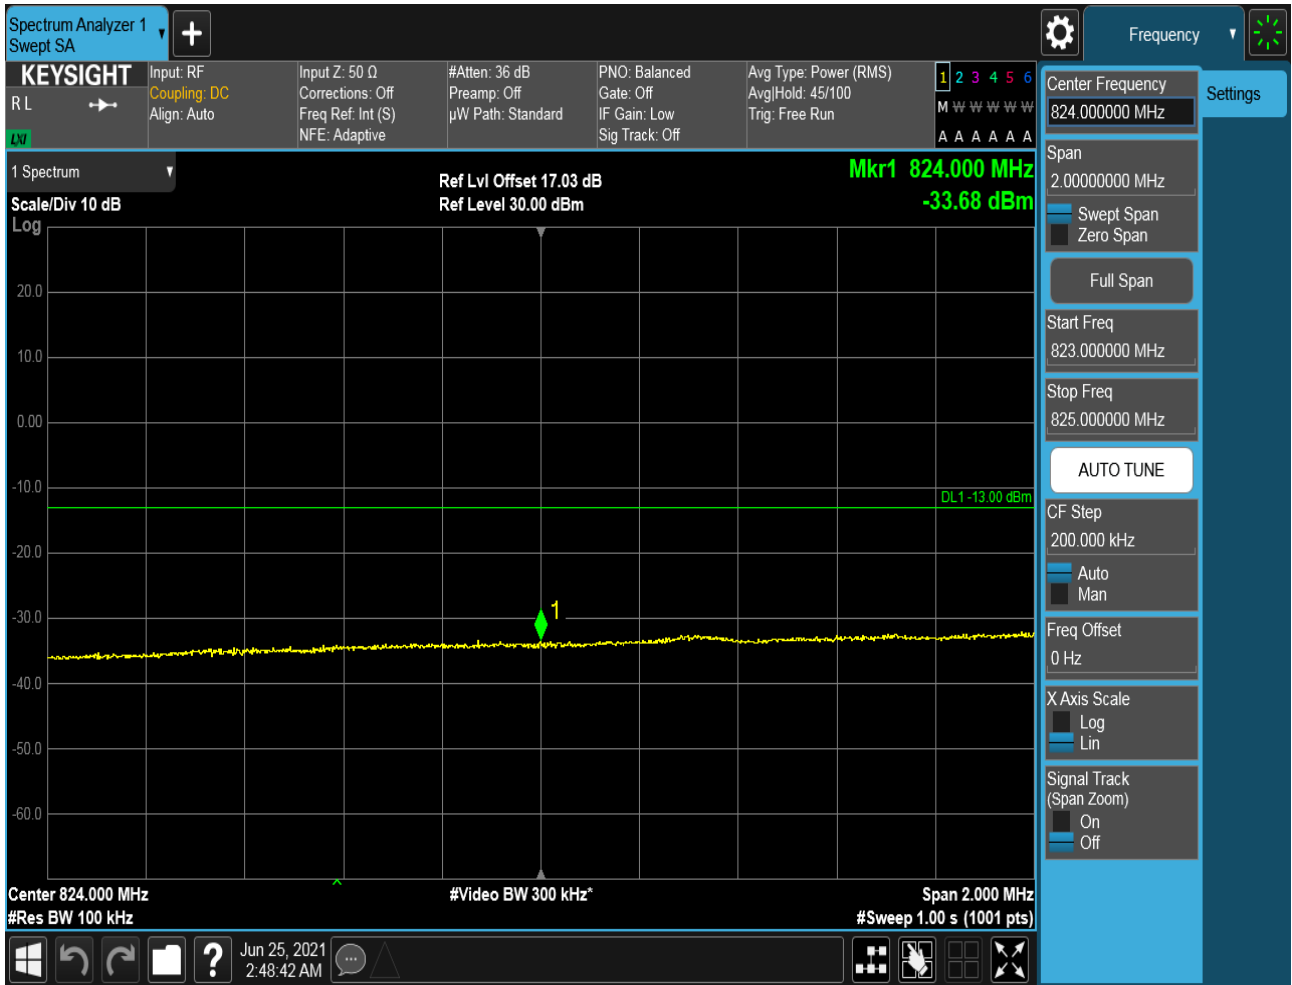 Spectrum Analyzer 1
Swept SA
Frequency
KEYSIGHT
R L
LXI
Input: RF
Coupling: DC
Align: Auto
Input Z: 50 Ω
Corrections: Off
Freq Ref: Int (S)
NFE: Adaptive
#Atten: 36 dB
Preamp: Off
µW Path: Standard
PNO: Balanced
Gate: Off
IF Gain: Low
Sig Track: Off
Avg Type: Power (RMS)
Avg|Hold: 45/100
Trig: Free Run
1 2 3 4 5 6
M W W W W W
A A A A A A
1 Spectrum
Scale/Div 10 dB
Log
Ref Lvl Offset 17.03 dB
Ref Level 30.00 dBm
Mkr1 824.000 MHz
-33.68 dBm
20.0
10.0
0.00
-10.0
DL1 -13.00 dBm
-20.0
1
-30.0
-40.0
-50.0
-60.0
Center 824.000 MHz
#Video BW 300 kHz*
Span 2.000 MHz
#Res BW 100 kHz
#Sweep 1.00 s (1001 pts)
?
Jun 25, 2021
2:48:42 AM
Center Frequency
824.000000 MHz
Settings
Span
2.00000000 MHz
Swept Span
Zero Span
Full Span
Start Freq
823.000000 MHz
Stop Freq
825.000000 MHz
AUTO TUNE
CF Step
200.000 kHz
Auto
Man
Freq Offset
0 Hz
X Axis Scale
Log
Lin
Signal Track
(Span Zoom)
On
Off